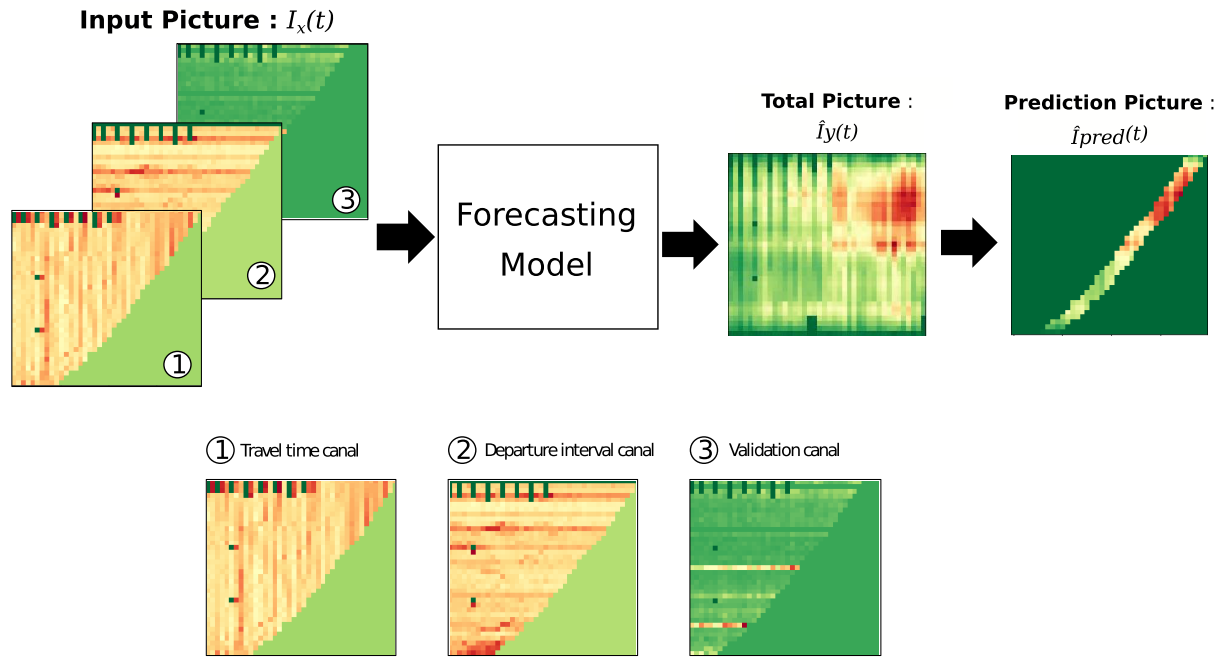 Input Picture : Iₓ(t)
3
2
1
Forecasting
Model
Total Picture :
Îy(t)
Prediction Picture :
Îpred(t)
1 Travel time canal
2 Departure interval canal
3 Validation canal